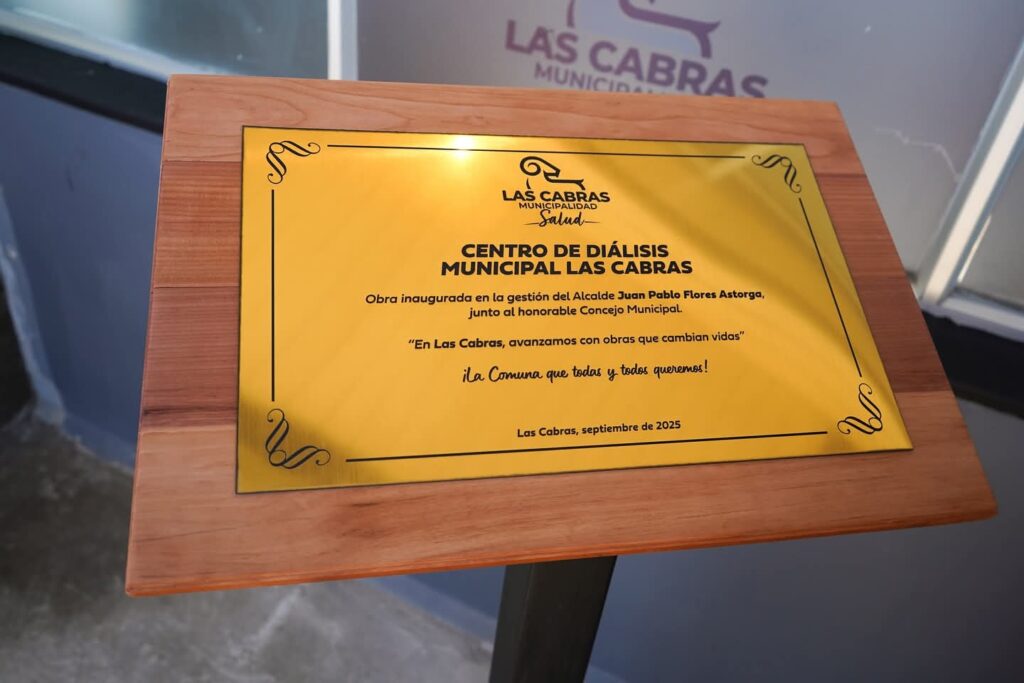 LAS CABRAS
MUNICIPALIDAD
LAS CABRAS
MUNICIPALIDAD
Salud
CENTRO DE DIÁLISIS
MUNICIPAL LAS CABRAS
Obra inaugurada en la gestión del Alcalde Juan Pablo Flores Astorga,
junto al honorable Concejo Municipal.
“En Las Cabras, avanzamos con obras que cambian vidas”
¡La Comuna que todas y todos queremos!
Las Cabras, septiembre de 2025